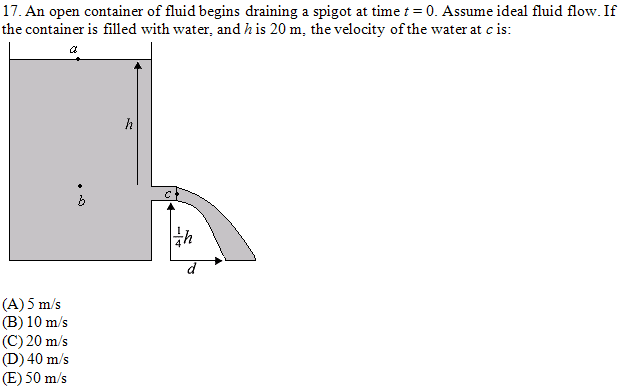 17. An open container of fluid begins draining a spigot at time t = 0. Assume ideal fluid flow. If
the container is filled with water, and h is 20 m, the velocity of the water at c is:
a
h
b
c
1/4 h
d
(A) 5 m/s
(B) 10 m/s
(C) 20 m/s
(D) 40 m/s
(E) 50 m/s